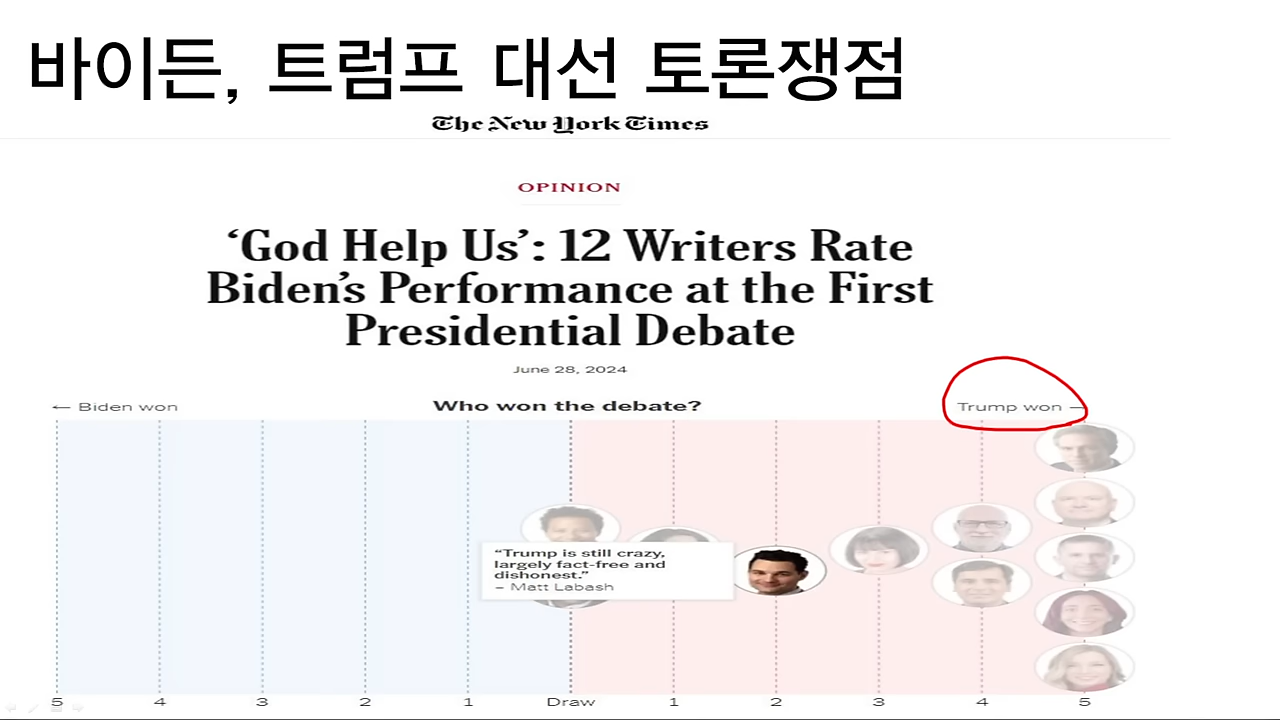 바이든, 트럼프 대선 토론쟁점
The New York Times
OPINION
‘God Help Us’: 12 Writers Rate
Biden’s Performance at the First
Presidential Debate
June 28, 2024
← Biden won
Who won the debate?
Trump won →
“Trump is still crazy,
largely fact-free and
dishonest.”
– Matt Labash
5 4 3 2 1 Draw 1 2 3 4 5